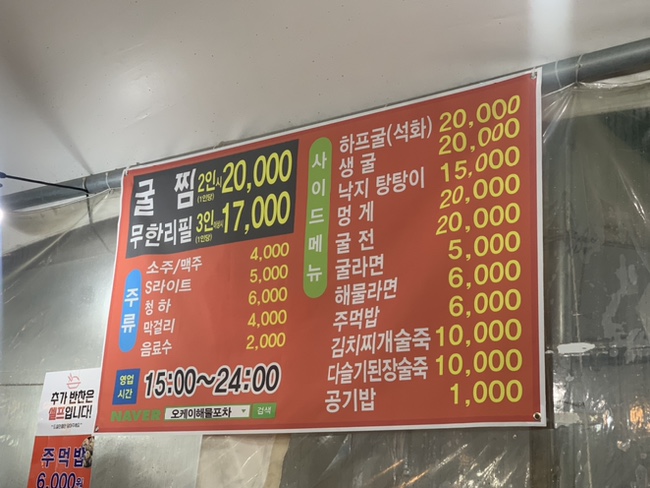 굴 찜 2인시 20,000
(1인당)
무한리필 3인이상시 17,000
(1인당)
주류
소주/맥주 4,000
S라이트 5,000
청 하 6,000
막걸리 4,000
음료수 2,000
영업시간 15:00~24:00
NAVER 오케이해물포차 검색
사이드메뉴
하프굴(석화) 20,000
생 굴 20,000
낙지 탕탕이 15,000
멍 게 20,000
굴 전 20,000
굴라면 5,000
해물라면 6,000
주먹밥 6,000
김치찌개술죽 10,000
다슬기된장술죽 10,000
공기밥 1,000
추가 반찬은
셀프입니다!
주먹밥
6,000원